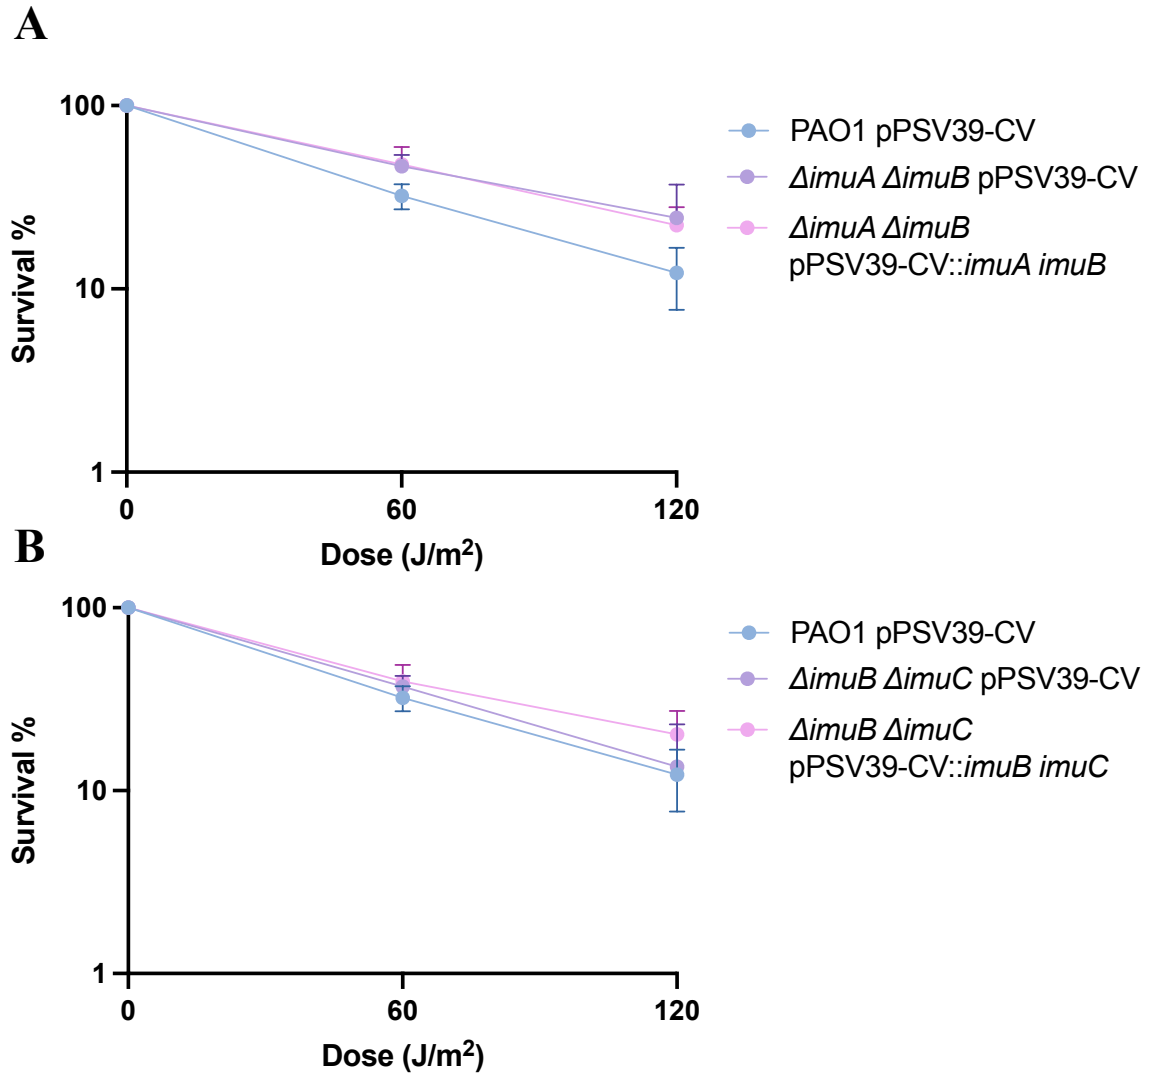 A
100
10
1
Survival %
0
60
120
Dose (J/m²)
PAO1 pPSV39-CV
ΔimuA ΔimuB pPSV39-CV
ΔimuA ΔimuB
pPSV39-CV::imuA imuB
B
100
10
1
Survival %
0
60
120
Dose (J/m²)
PAO1 pPSV39-CV
ΔimuB ΔimuC pPSV39-CV
ΔimuB ΔimuC
pPSV39-CV::imuB imuC